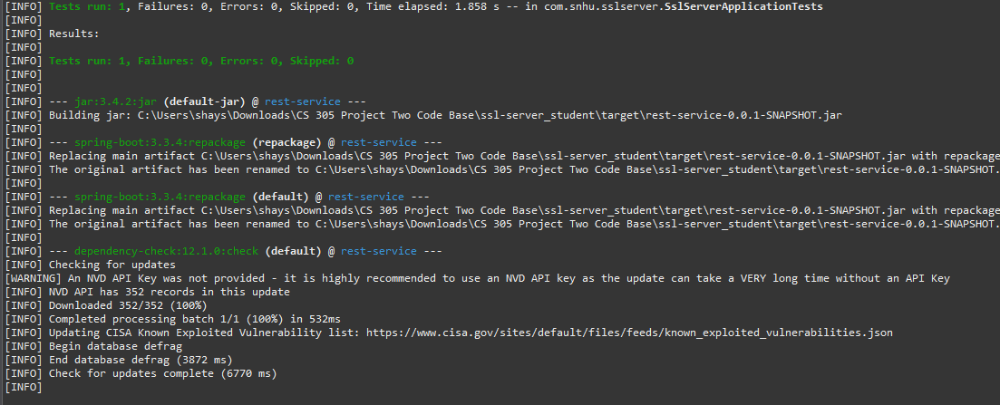 [INFO] Tests run: 1, Failures: 0, Errors: 0, Skipped: 0, Time elapsed: 1.858 s -- in com.snhu.sslserver.SslServerApplicationTests
[INFO]
[INFO] Results:
[INFO]
[INFO] Tests run: 1, Failures: 0, Errors: 0, Skipped: 0
[INFO]
[INFO]
[INFO] --- jar:3.4.2:jar (default-jar) @ rest-service ---
[INFO] Building jar: C:\Users\shays\Downloads\CS 305 Project Two Code Base\ssl-server_student\target\rest-service-0.0.1-SNAPSHOT.jar
[INFO]
[INFO] --- spring-boot:3.3.4:repackage (repackage) @ rest-service ---
[INFO] Replacing main artifact C:\Users\shays\Downloads\CS 305 Project Two Code Base\ssl-server_student\target\rest-service-0.0.1-SNAPSHOT.jar with repackage
[INFO] The original artifact has been renamed to C:\Users\shays\Downloads\CS 305 Project Two Code Base\ssl-server_student\target\rest-service-0.0.1-SNAPSHOT.
[INFO]
[INFO] --- spring-boot:3.3.4:repackage (default) @ rest-service ---
[INFO] Replacing main artifact C:\Users\shays\Downloads\CS 305 Project Two Code Base\ssl-server_student\target\rest-service-0.0.1-SNAPSHOT.jar with repackage
[INFO] The original artifact has been renamed to C:\Users\shays\Downloads\CS 305 Project Two Code Base\ssl-server_student\target\rest-service-0.0.1-SNAPSHOT.
[INFO]
[INFO] --- dependency-check:12.1.0:check (default) @ rest-service ---
[INFO] Checking for updates
[WARNING] An NVD API Key was not provided - it is highly recommended to use an NVD API key as the update can take a VERY long time without an API Key
[INFO] NVD API has 352 records in this update
[INFO] Downloaded 352/352 (100%)
[INFO] Completed processing batch 1/1 (100%) in 532ms
[INFO] Updating CISA Known Exploited Vulnerability list: https://www.cisa.gov/sites/default/files/feeds/known_exploited_vulnerabilities.json
[INFO] Begin database defrag
[INFO] End database defrag (3872 ms)
[INFO] Check for updates complete (6770 ms)
[INFO]